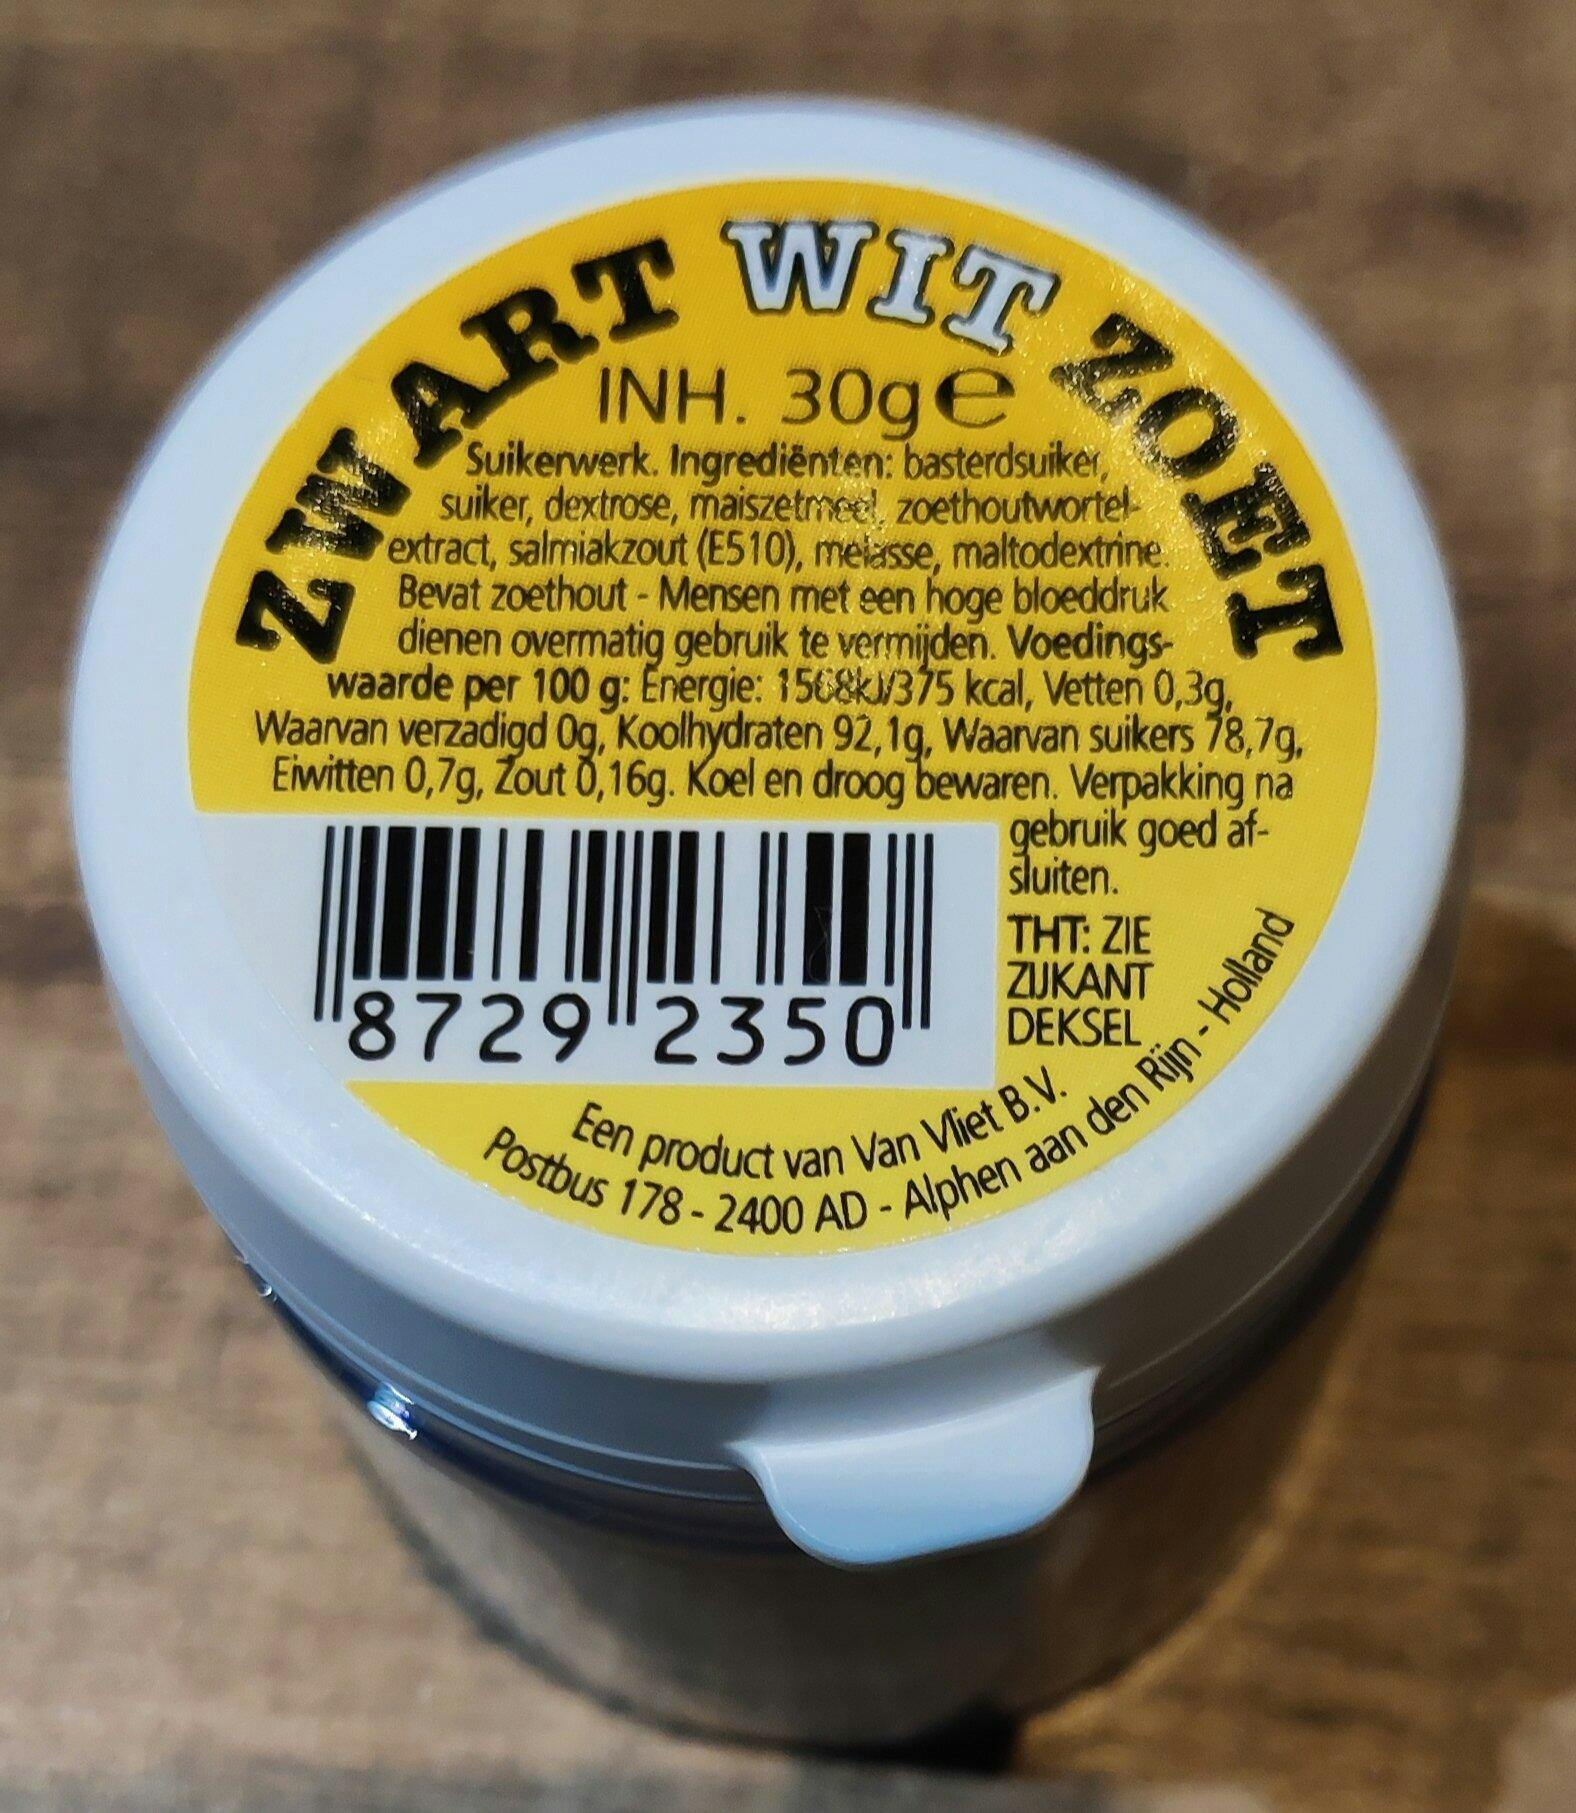 ZWART WIT ZOET
INH. 30g e
Suikerwerk. Ingrediënten: basterdsuiker,
suiker, dextrose, maiszetmeel, zoethoutwortel-
extract, salmiakzout (E510), melasse, maltodextrine.
Bevat zoethout - Mensen met een hoge bloeddruk
dienen overmatig gebruik te vermijden. Voedings-
waarde per 100 g: Energie: 1568kJ/375 kcal, Vetten 0,3g,
Waarvan verzadigd 0g, Koolhydraten 92,1g, Waarvan suikers 78,7g,
Eiwitten 0,7g, Zout 0,16g. Koel en droog bewaren. Verpakking na
gebruik goed af-
sluiten.
THT: ZIE
ZIJKANT
DEKSEL
8729 2350
Een product van Van Vliet B.V.
Postbus 178 - 2400 AD - Alphen aan den Rijn - Holland